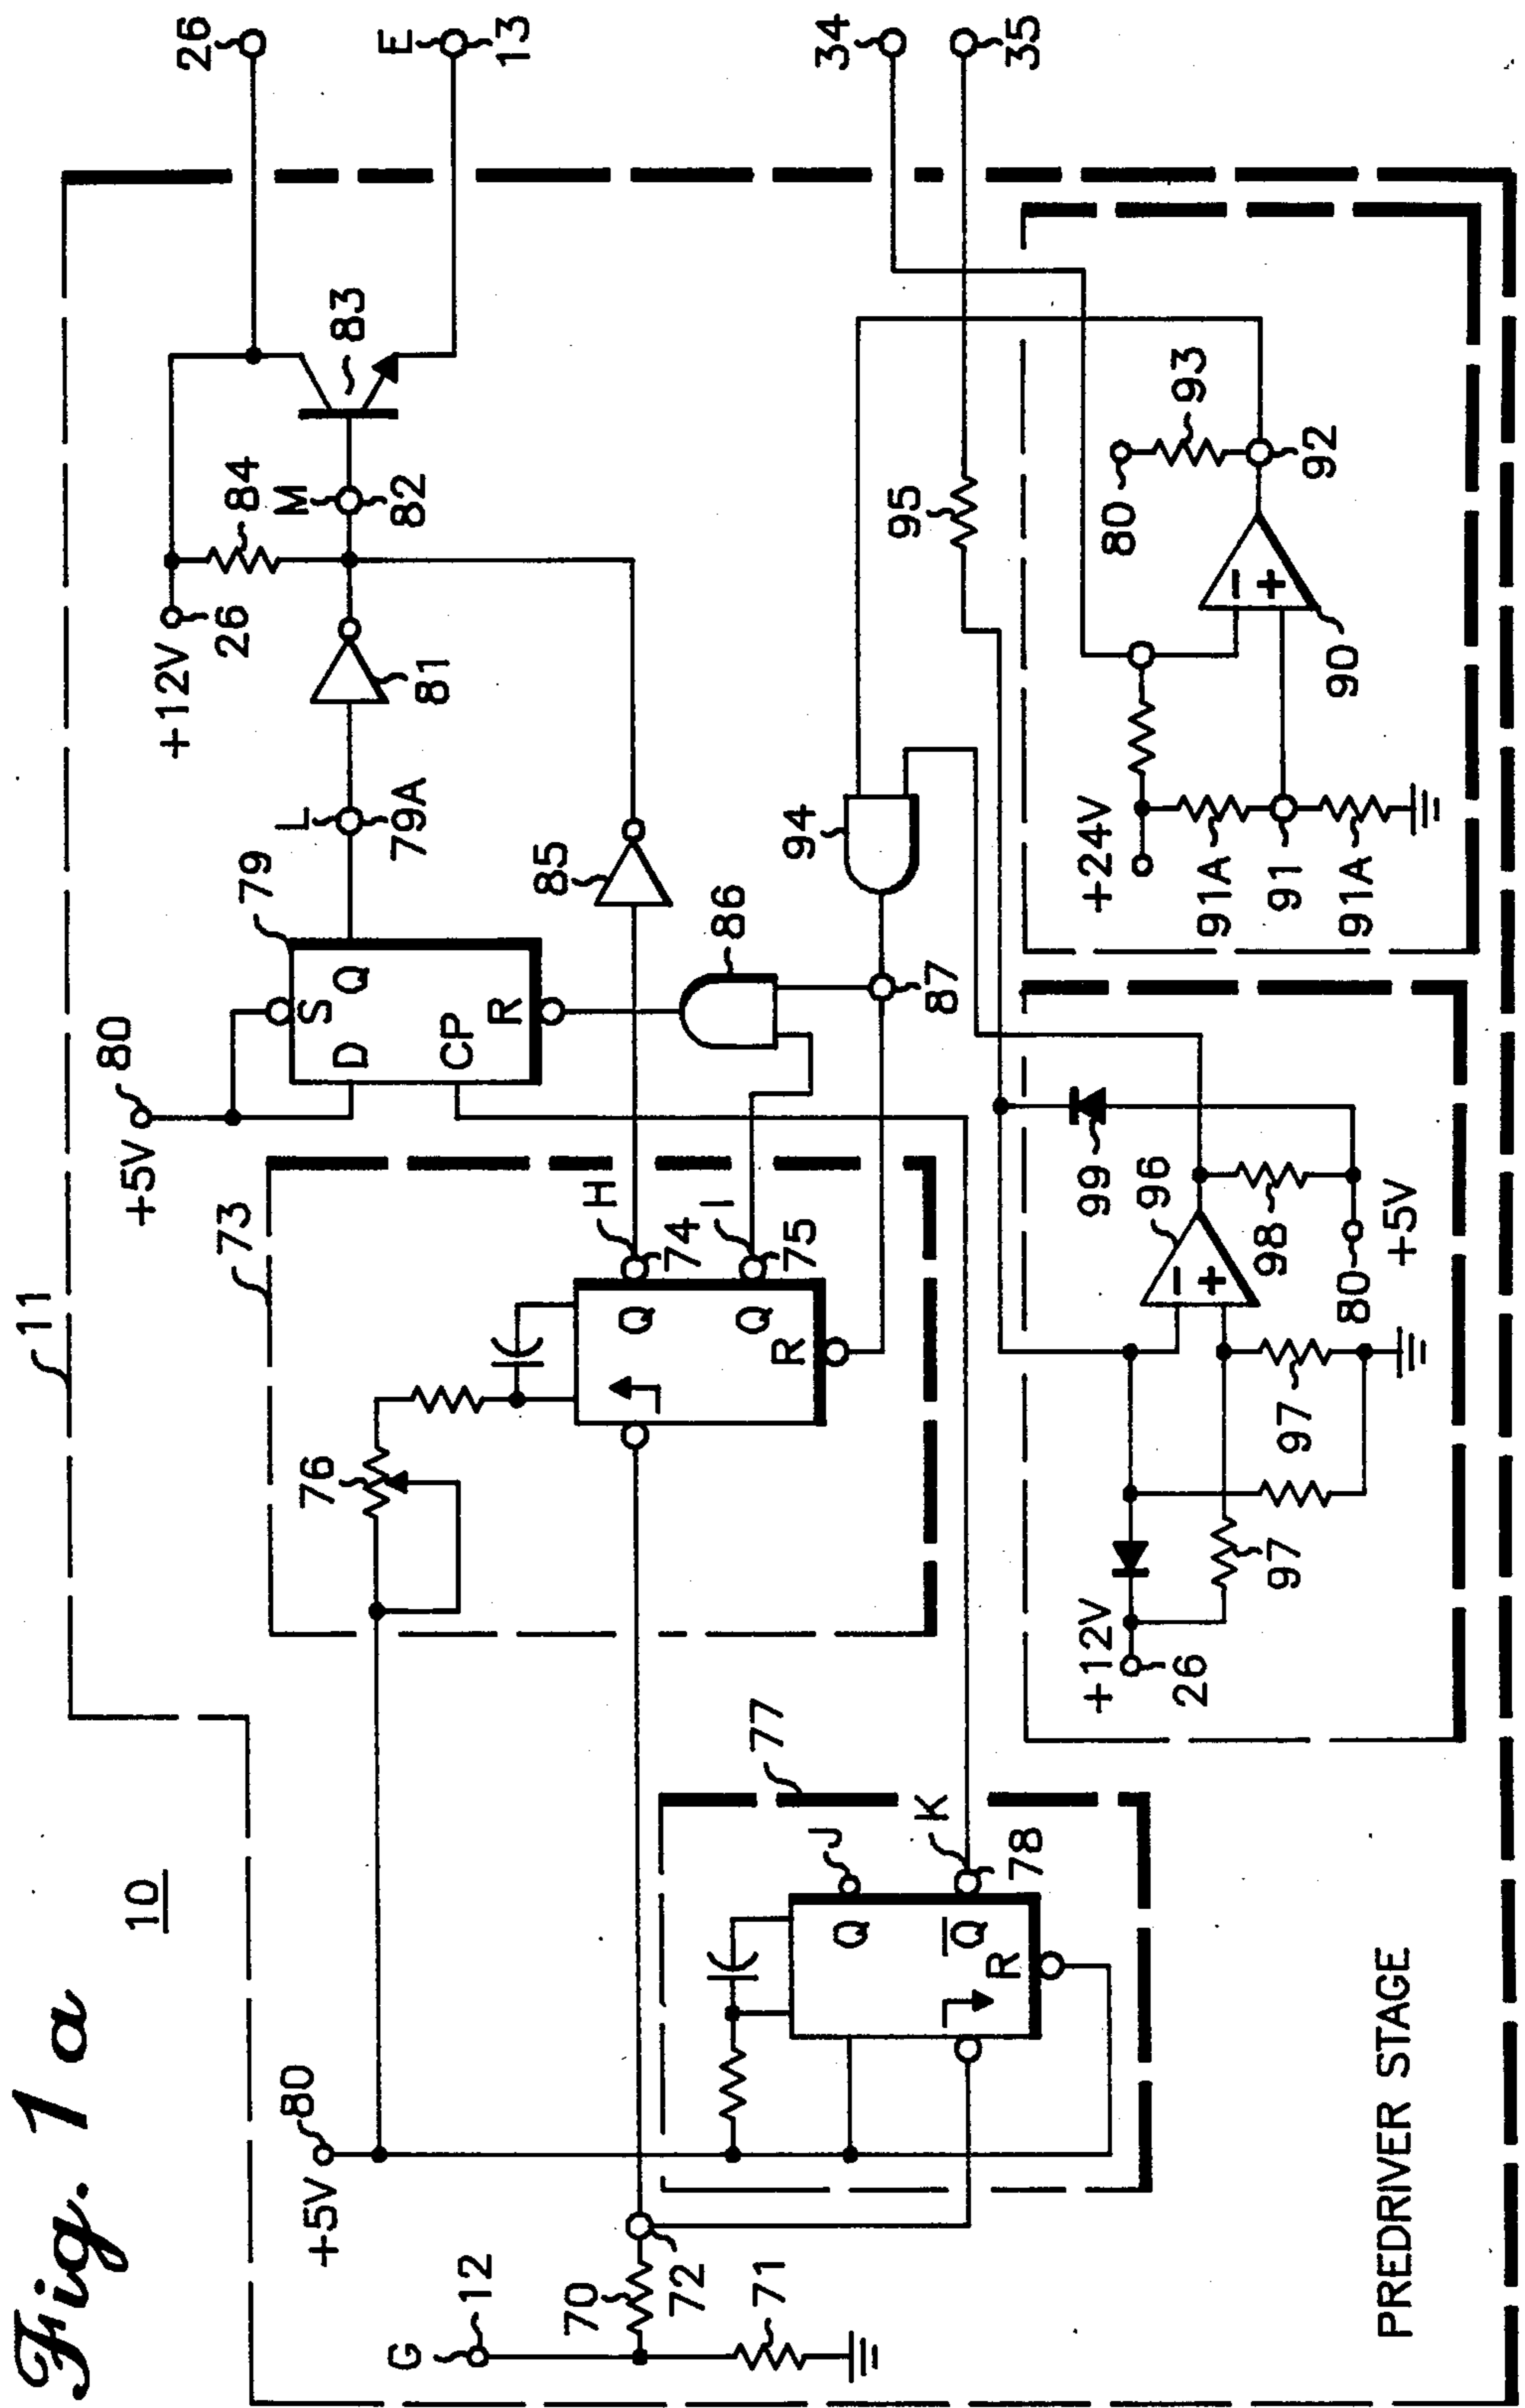 Fig. 1a
10
11
+5V
80
G
12
70
72
71
73
76
Q
Q
R
H
74
I
75
77
J
Q
K
Q̅
R
78
+5V
80
79
S
D
Q
CP
R
L
79A
81
+12V
26
84
M
82
83
26
E
13
85
86
87
94
95
34
35
+12V
26
97
97
96
−
+
99
98
80
+5V
+24V
91A
91
91A
−
+
90
80
93
92
PREDRIVER STAGE